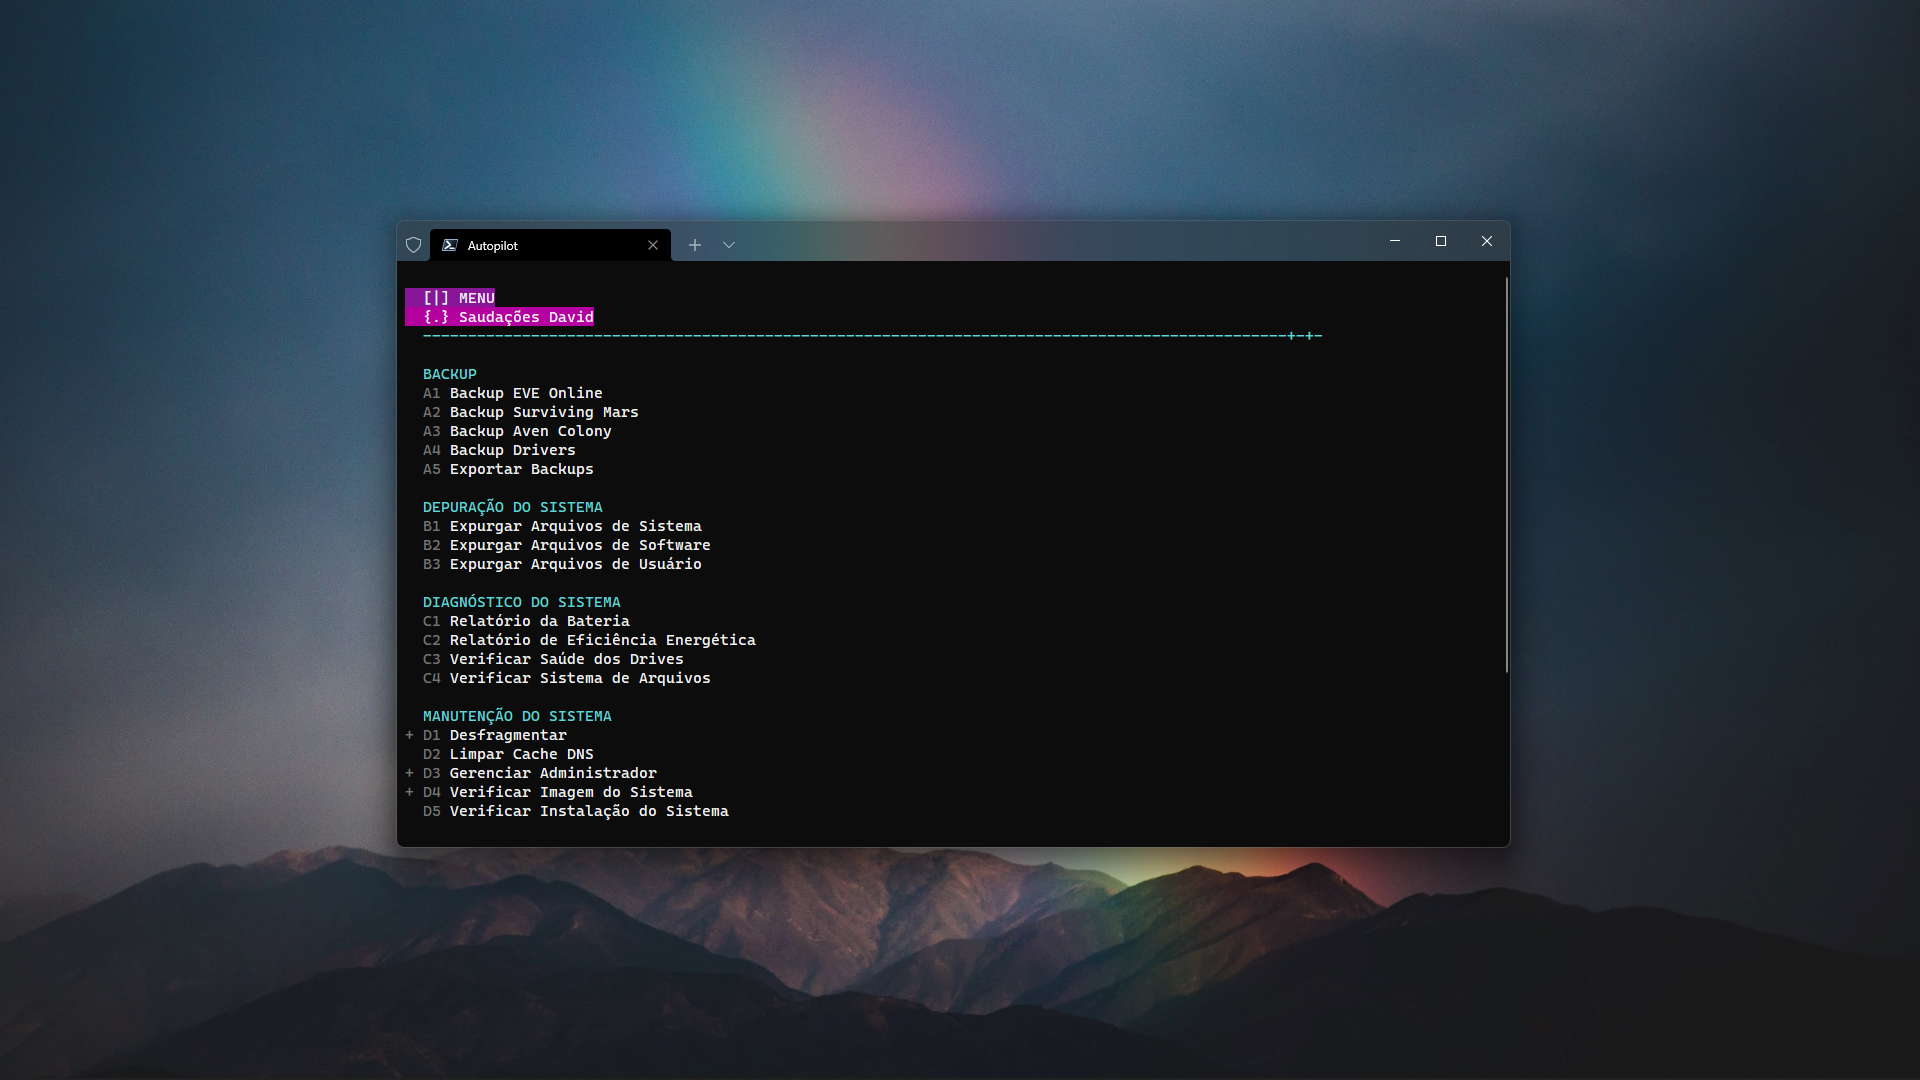 Autopilot
[|] MENU
{.} Saudações David
------------------------------------------------------------------------------------------------+-+-
BACKUP
A1 Backup EVE Online
A2 Backup Surviving Mars
A3 Backup Aven Colony
A4 Backup Drivers
A5 Exportar Backups
DEPURAÇÃO DO SISTEMA
B1 Expurgar Arquivos de Sistema
B2 Expurgar Arquivos de Software
B3 Expurgar Arquivos de Usuário
DIAGNÓSTICO DO SISTEMA
C1 Relatório da Bateria
C2 Relatório de Eficiência Energética
C3 Verificar Saúde dos Drives
C4 Verificar Sistema de Arquivos
MANUTENÇÃO DO SISTEMA
+ D1 Desfragmentar
D2 Limpar Cache DNS
+ D3 Gerenciar Administrador
+ D4 Verificar Imagem do Sistema
D5 Verificar Instalação do Sistema